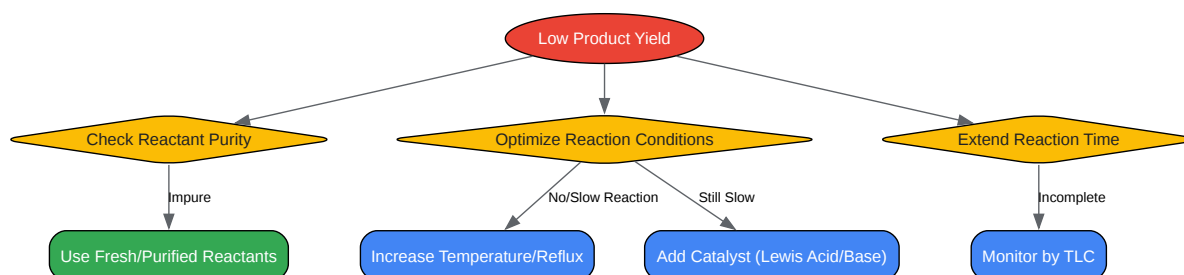 Low Product Yield
Check Reactant Purity
Optimize Reaction Conditions
Extend Reaction Time
Impure
No/Slow Reaction
Still Slow
Incomplete
Use Fresh/Purified Reactants
Increase Temperature/Reflux
Add Catalyst (Lewis Acid/Base)
Monitor by TLC